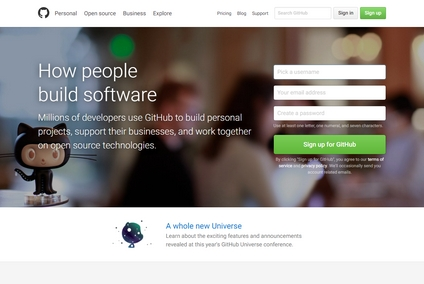 Personal Open source Business Explore
Pricing Blog Support Search GitHub Sign in Sign up
How people
build software
Millions of developers use GitHub to build personal
projects, support their businesses, and work together
on open source technologies.
Pick a username
Your email address
Create a password
Use at least one letter, one numeral, and seven characters.
Sign up for GitHub
By clicking "Sign up for GitHub", you agree to our terms of
service and privacy policy. We'll occasionally send you
account related emails.
A whole new Universe
Learn about the exciting features and announcements
revealed at this year's GitHub Universe conference.